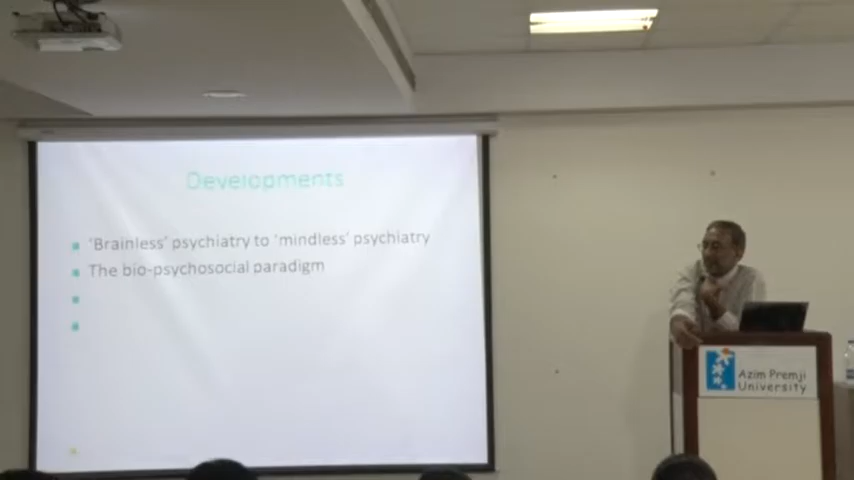 Developments
'Brainless' psychiatry to 'mindless' psychiatry
The bio-psychosocial paradigm
Azim Premji
University